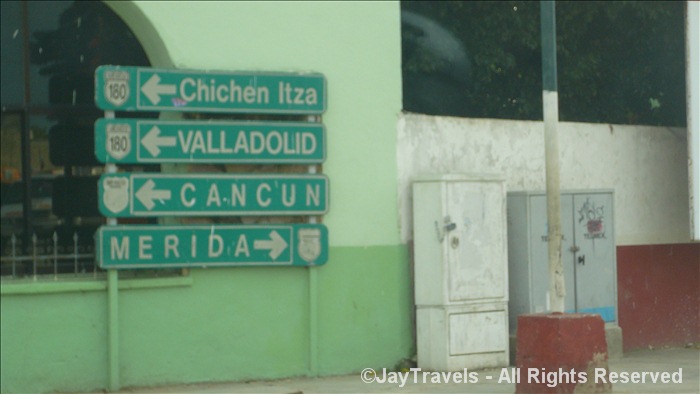 180 Chichen Itza
180 VALLADOLID
CANCUN
MERIDA
©JayTravels - All Rights Reserved